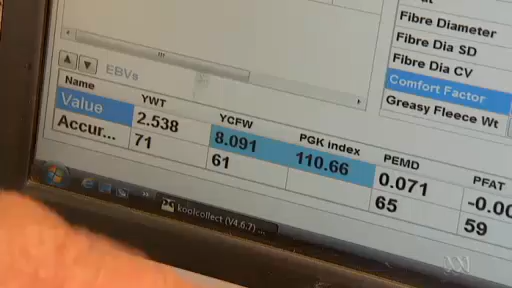 Fibre Diameter
Fibre Dia SD
Fibre Dia CV
Comfort Factor
Greasy Fleece Wt
EBVs
Name YWT YCFW PGK index PEMD PFAT
Value 2.538 8.091 110.66 0.071 -0.00
Accur... 71 61 65 59
koolcollect (V4.6.7) ...